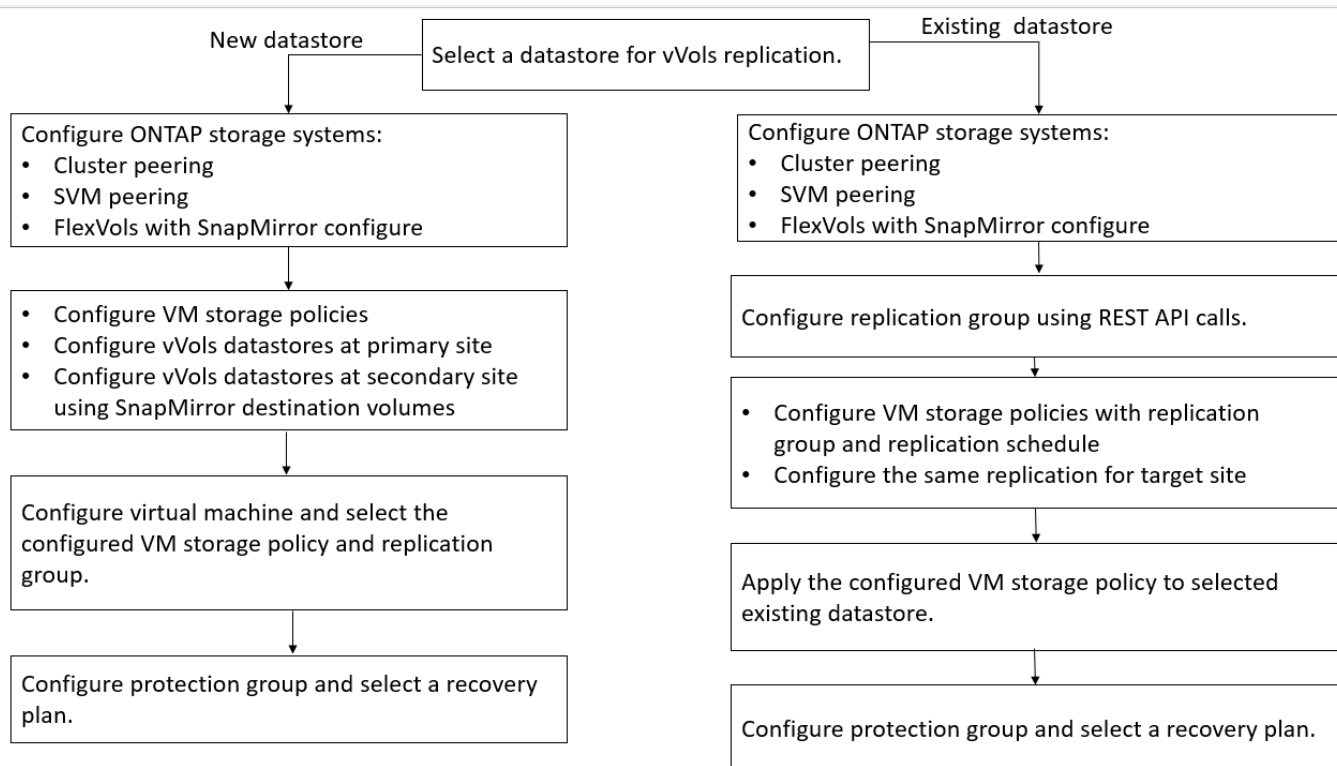 New datastore
Select a datastore for vVols replication.
Existing datastore
Configure ONTAP storage systems:
• Cluster peering
• SVM peering
• FlexVols with SnapMirror configure
• Configure VM storage policies
• Configure vVols datastores at primary site
• Configure vVols datastores at secondary site
using SnapMirror destination volumes
Configure virtual machine and select the
configured VM storage policy and replication
group.
Configure protection group and select a recovery
plan.
Configure ONTAP storage systems:
• Cluster peering
• SVM peering
• FlexVols with SnapMirror configure
Configure replication group using REST API calls.
• Configure VM storage policies with replication
group and replication schedule
• Configure the same replication for target site
Apply the configured VM storage policy to selected
existing datastore.
Configure protection group and select a recovery plan.